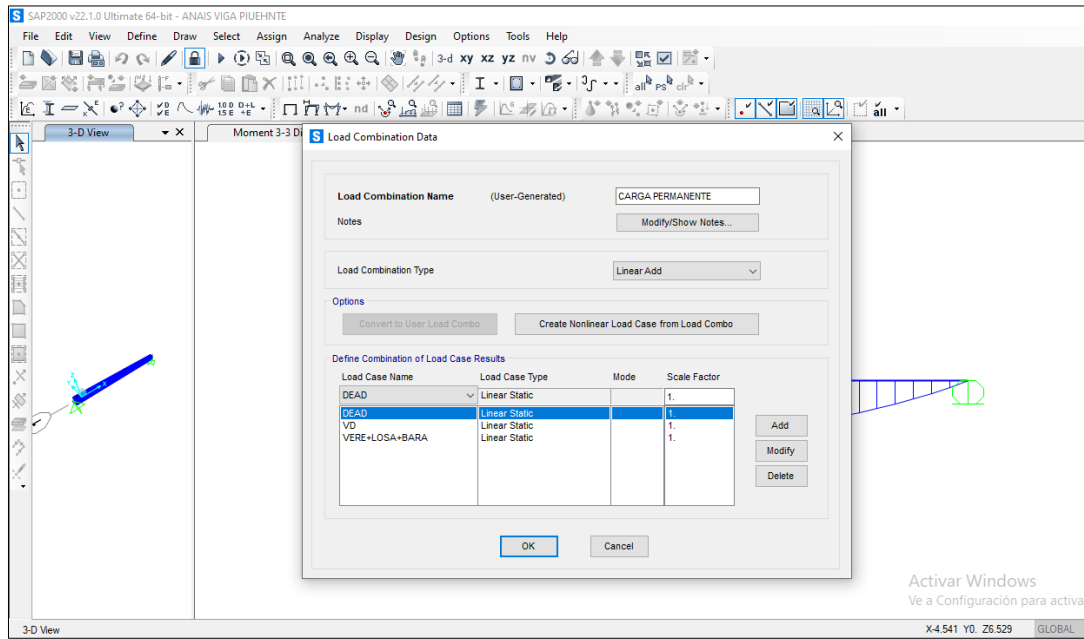 SAP2000 v22.1.0 Ultimate 64-bit - ANAIS VIGA PIUEHNTE
File Edit View Define Draw Select Assign Analyze Display Design Options Tools Help
3-d xy xz yz nv
nd
all
3-D View
Moment 3-3 Di
Load Combination Data
Load Combination Name (User-Generated) CARGA PERMANENTE
Notes Modify/Show Notes...
Load Combination Type Linear Add
Options
Convert to User Load Combo Create Nonlinear Load Case from Load Combo
Define Combination of Load Case Results
Load Case Name Load Case Type Mode Scale Factor
DEAD Linear Static 1.
DEAD Linear Static 1.
VD Linear Static 1.
VERE+LOSA+BARA Linear Static 1.
Add
Modify
Delete
OK Cancel
Activar Windows
Ve a Configuración para activa
3-D View X-4.541 Y0. Z6.529 GLOBAL